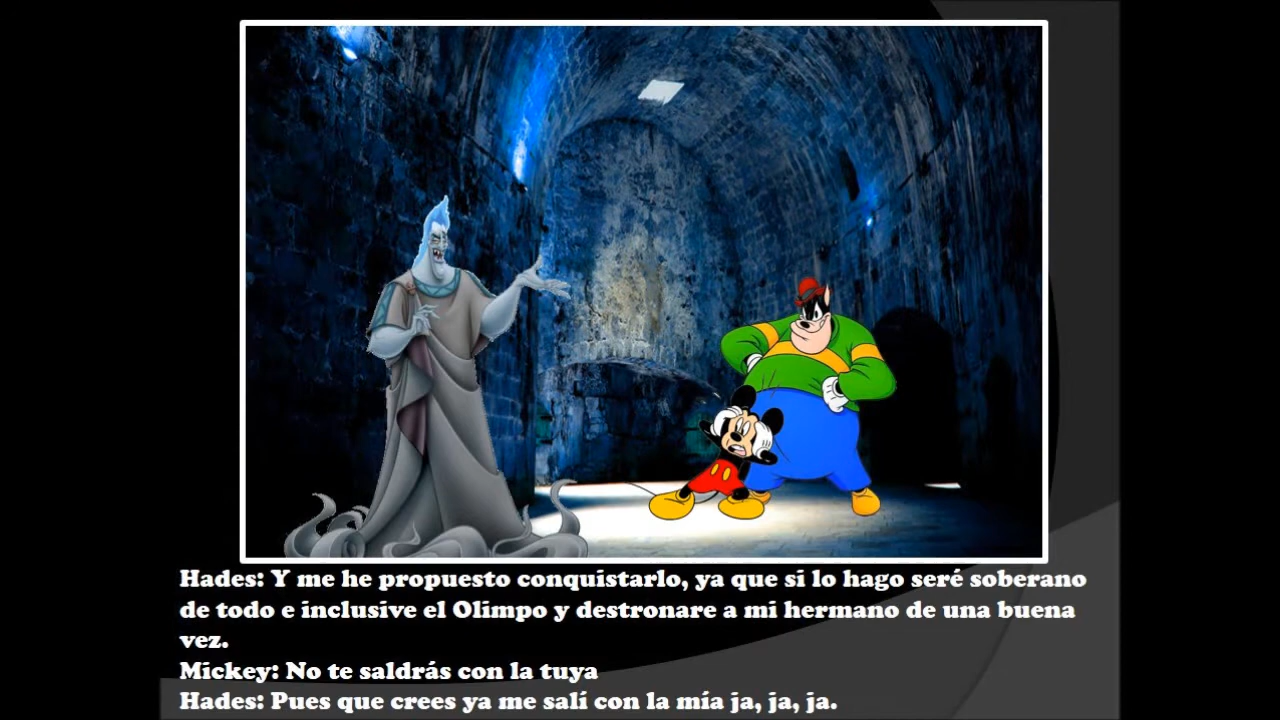 Hades: Y me he propuesto conquistarlo, ya que si lo hago seré soberano
de todo e inclusive el Olimpo y destronare a mi hermano de una buena
vez.
Mickey: No te saldrás con la tuya
Hades: Pues que crees ya me salí con la mía ja, ja, ja.